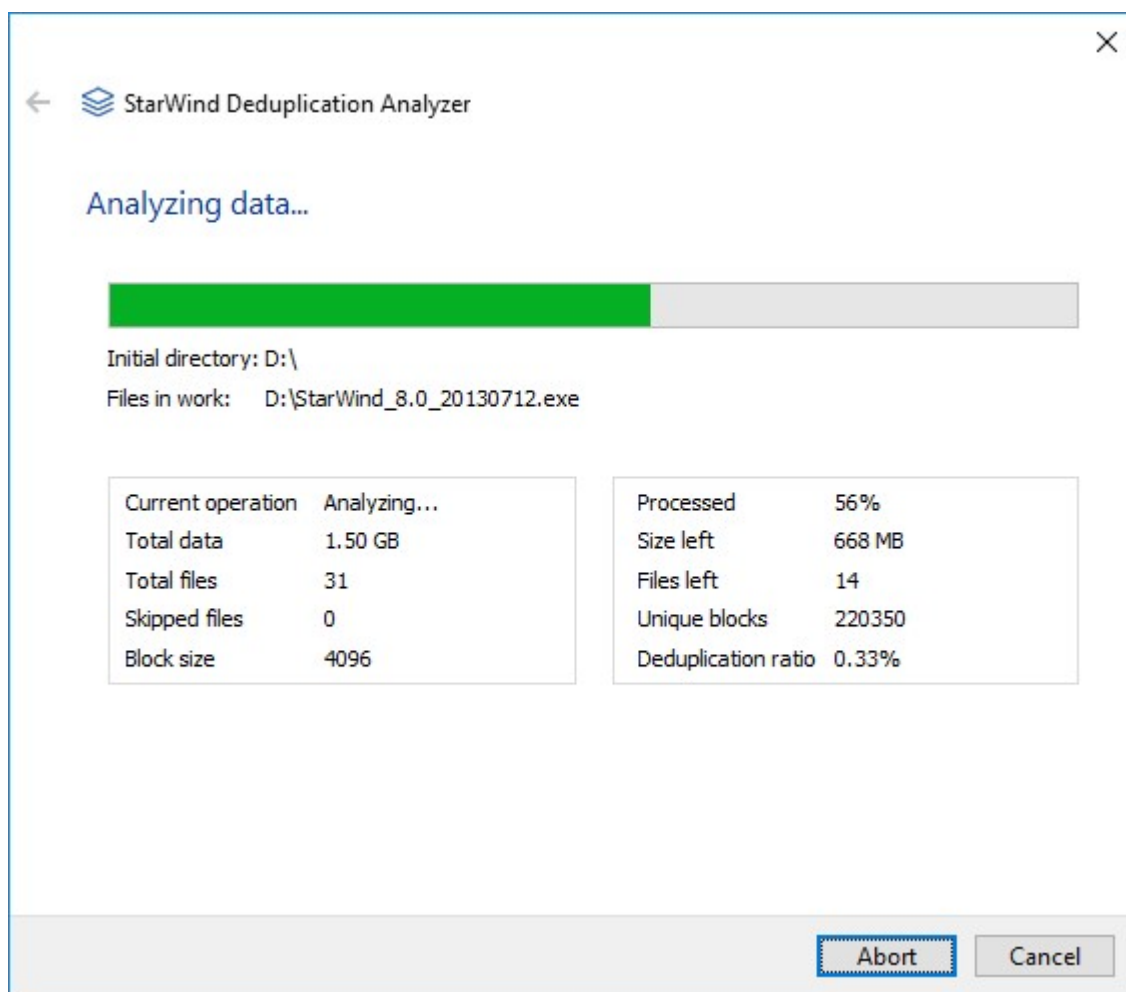 StarWind Deduplication Analyzer
Analyzing data...
Initial directory: D:\
Files in work: D:\StarWind_8.0_20130712.exe
Current operation Analyzing...
Total data 1.50 GB
Total files 31
Skipped files 0
Block size 4096
Processed 56%
Size left 668 MB
Files left 14
Unique blocks 220350
Deduplication ratio 0.33%
Abort Cancel